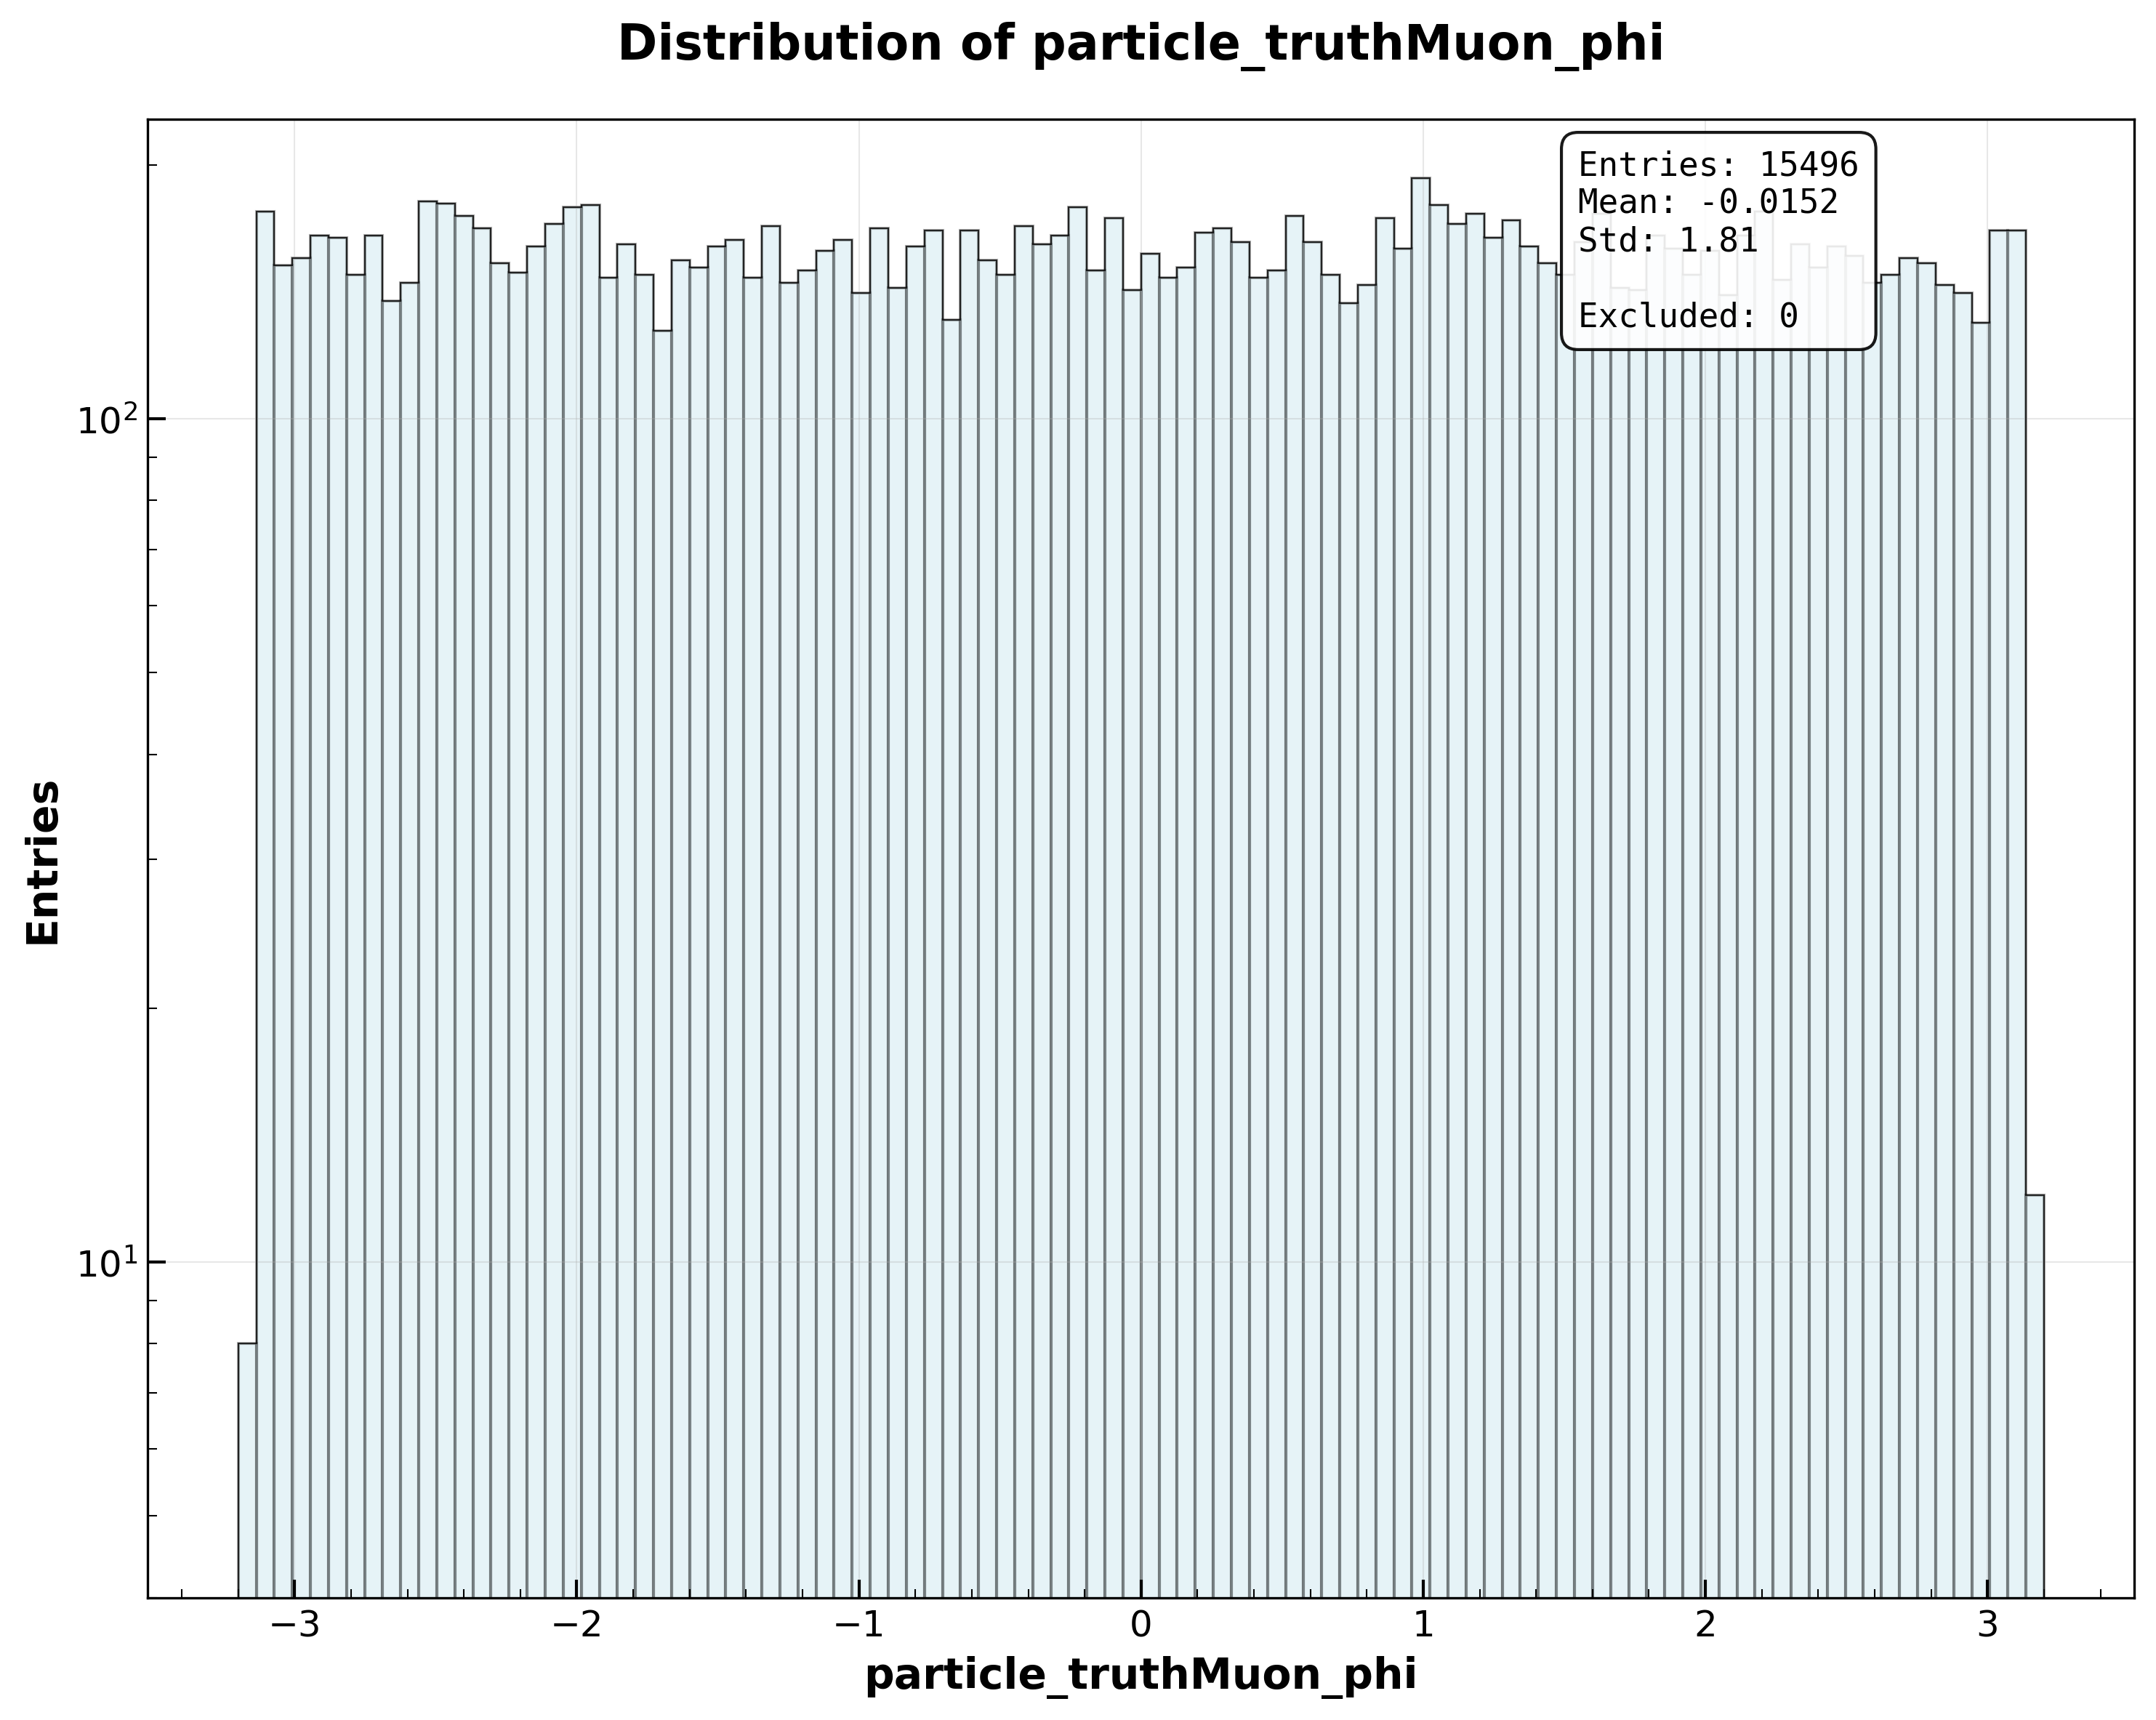 Distribution of particle_truthMuon_phi
Entries: 15496
Mean: -0.0152
Std: 1.81
Excluded: 0
10²
10¹
Entries
−3 −2 −1 0 1 2 3
particle_truthMuon_phi